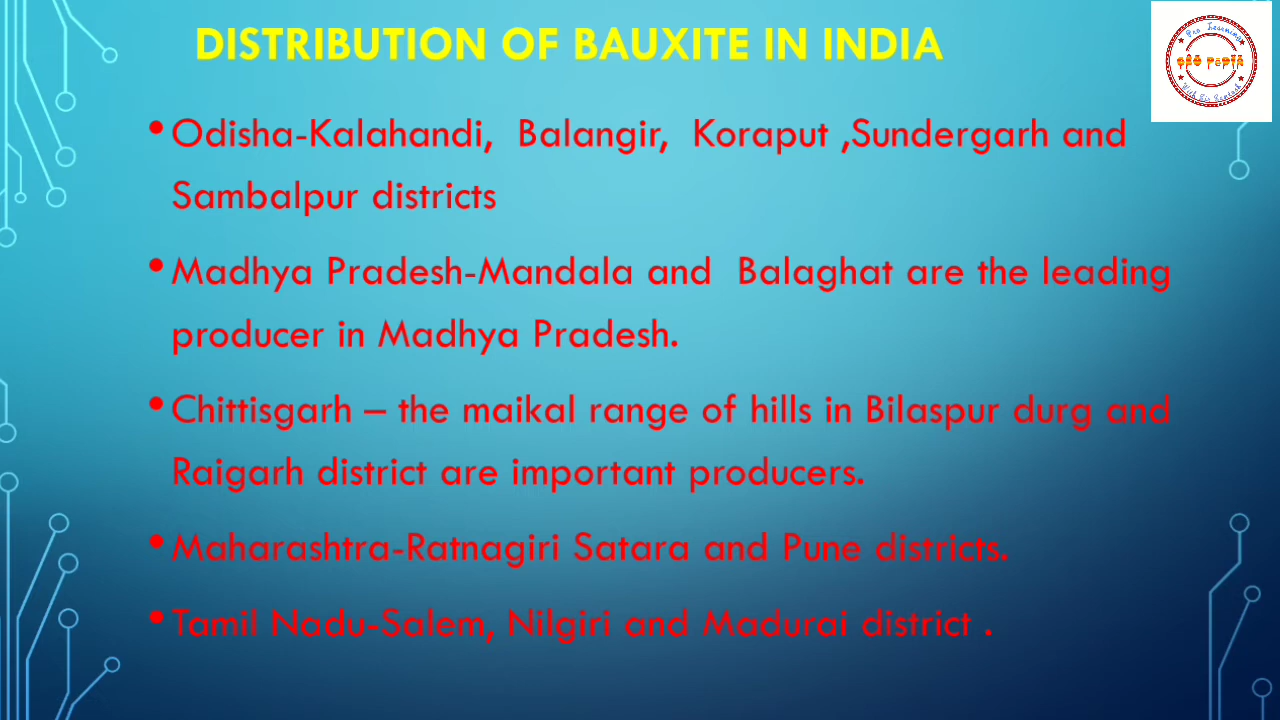 DISTRIBUTION OF BAUXITE IN INDIA
•Odisha-Kalahandi, Balangir, Koraput ,Sundergarh and
Sambalpur districts
•Madhya Pradesh-Mandala and Balaghat are the leading
producer in Madhya Pradesh.
•Chittisgarh – the maikal range of hills in Bilaspur durg and
Raigarh district are important producers.
•Maharashtra-Ratnagiri Satara and Pune districts.
•Tamil Nadu-Salem, Nilgiri and Madurai district .